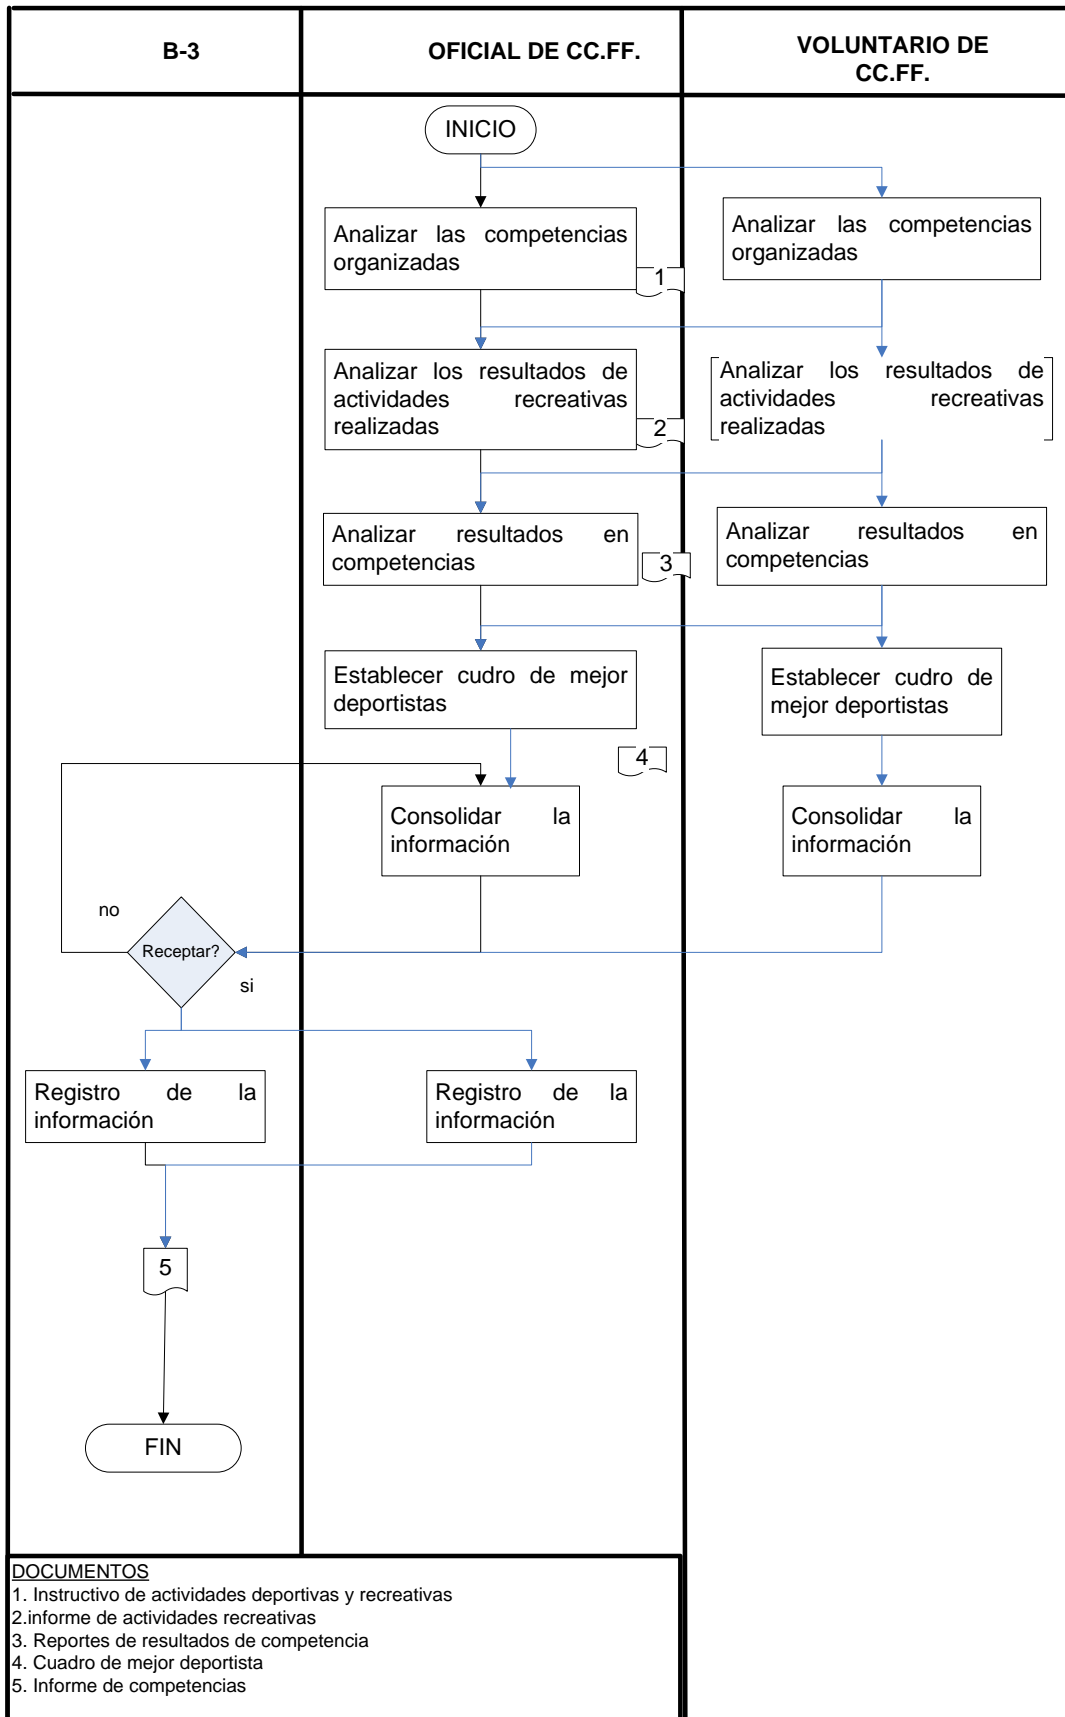 B-3
OFICIAL DE CC.FF.
VOLUNTARIO DE
CC.FF.
INICIO
Analizar las competencias
organizadas
1
Analizar las competencias
organizadas
Analizar los resultados de
actividades recreativas
realizadas
2
Analizar los resultados de
actividades recreativas
realizadas
Analizar resultados en
competencias
3
Analizar resultados en
competencias
Establecer cudro de mejor
deportistas
4
Establecer cudro de
mejor deportistas
Consolidar la
información
Consolidar la
información
no
Receptar?
si
Registro de la
información
Registro de la
información
5
FIN
DOCUMENTOS
1. Instructivo de actividades deportivas y recreativas
2.informe de actividades recreativas
3. Reportes de resultados de competencia
4. Cuadro de mejor deportista
5. Informe de competencias